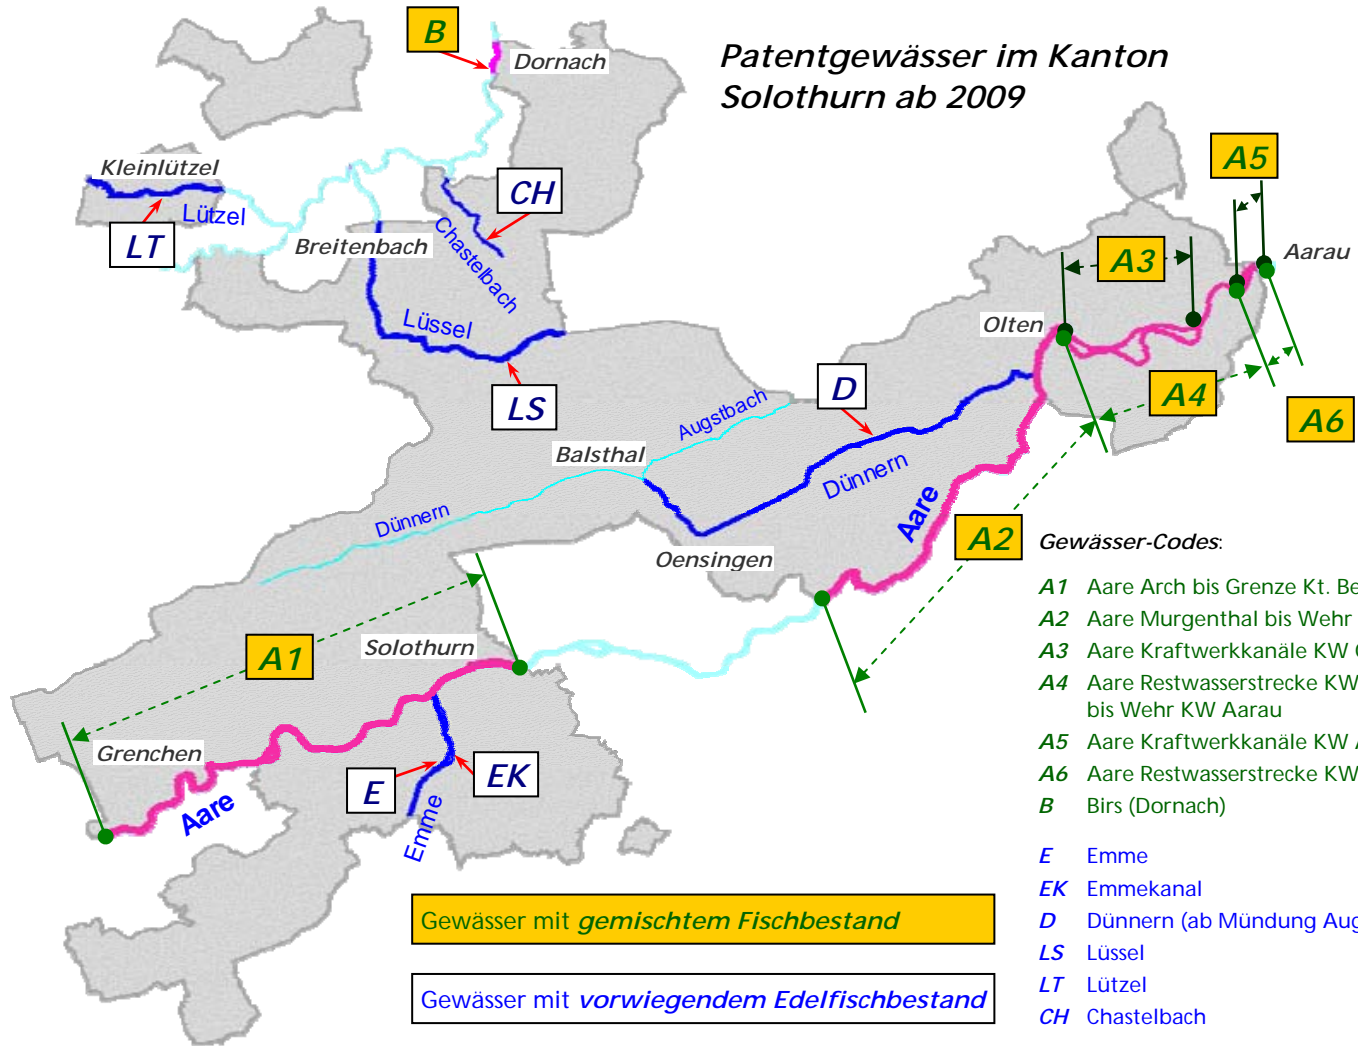 Patentgewässer im Kanton
Solothurn ab 2009
B
Dornach
Kleinlützel
Lützel
LT
CH
Chastelbach
Breitenbach
Lüssel
LS
A5
A3
Aarau
Olten
A4
A6
D
Augstbach
Balsthal
Dünnern
Dünnern
Aare
Oensingen
A2
A1
Solothurn
Grenchen
Aare
E
EK
Emme
Gewässer mit gemischtem Fischbestand
Gewässer mit vorwiegendem Edelfischbestand
Gewässer-Codes:
A1 Aare Arch bis Grenze Kt. Be
A2 Aare Murgenthal bis Wehr
A3 Aare Kraftwerkkanäle KW
A4 Aare Restwasserstrecke KW
bis Wehr KW Aarau
A5 Aare Kraftwerkkanäle KW
A6 Aare Restwasserstrecke KW
B Birs (Dornach)
E Emme
EK Emmekanal
D Dünnern (ab Mündung Aug
LS Lüssel
LT Lützel
CH Chastelbach